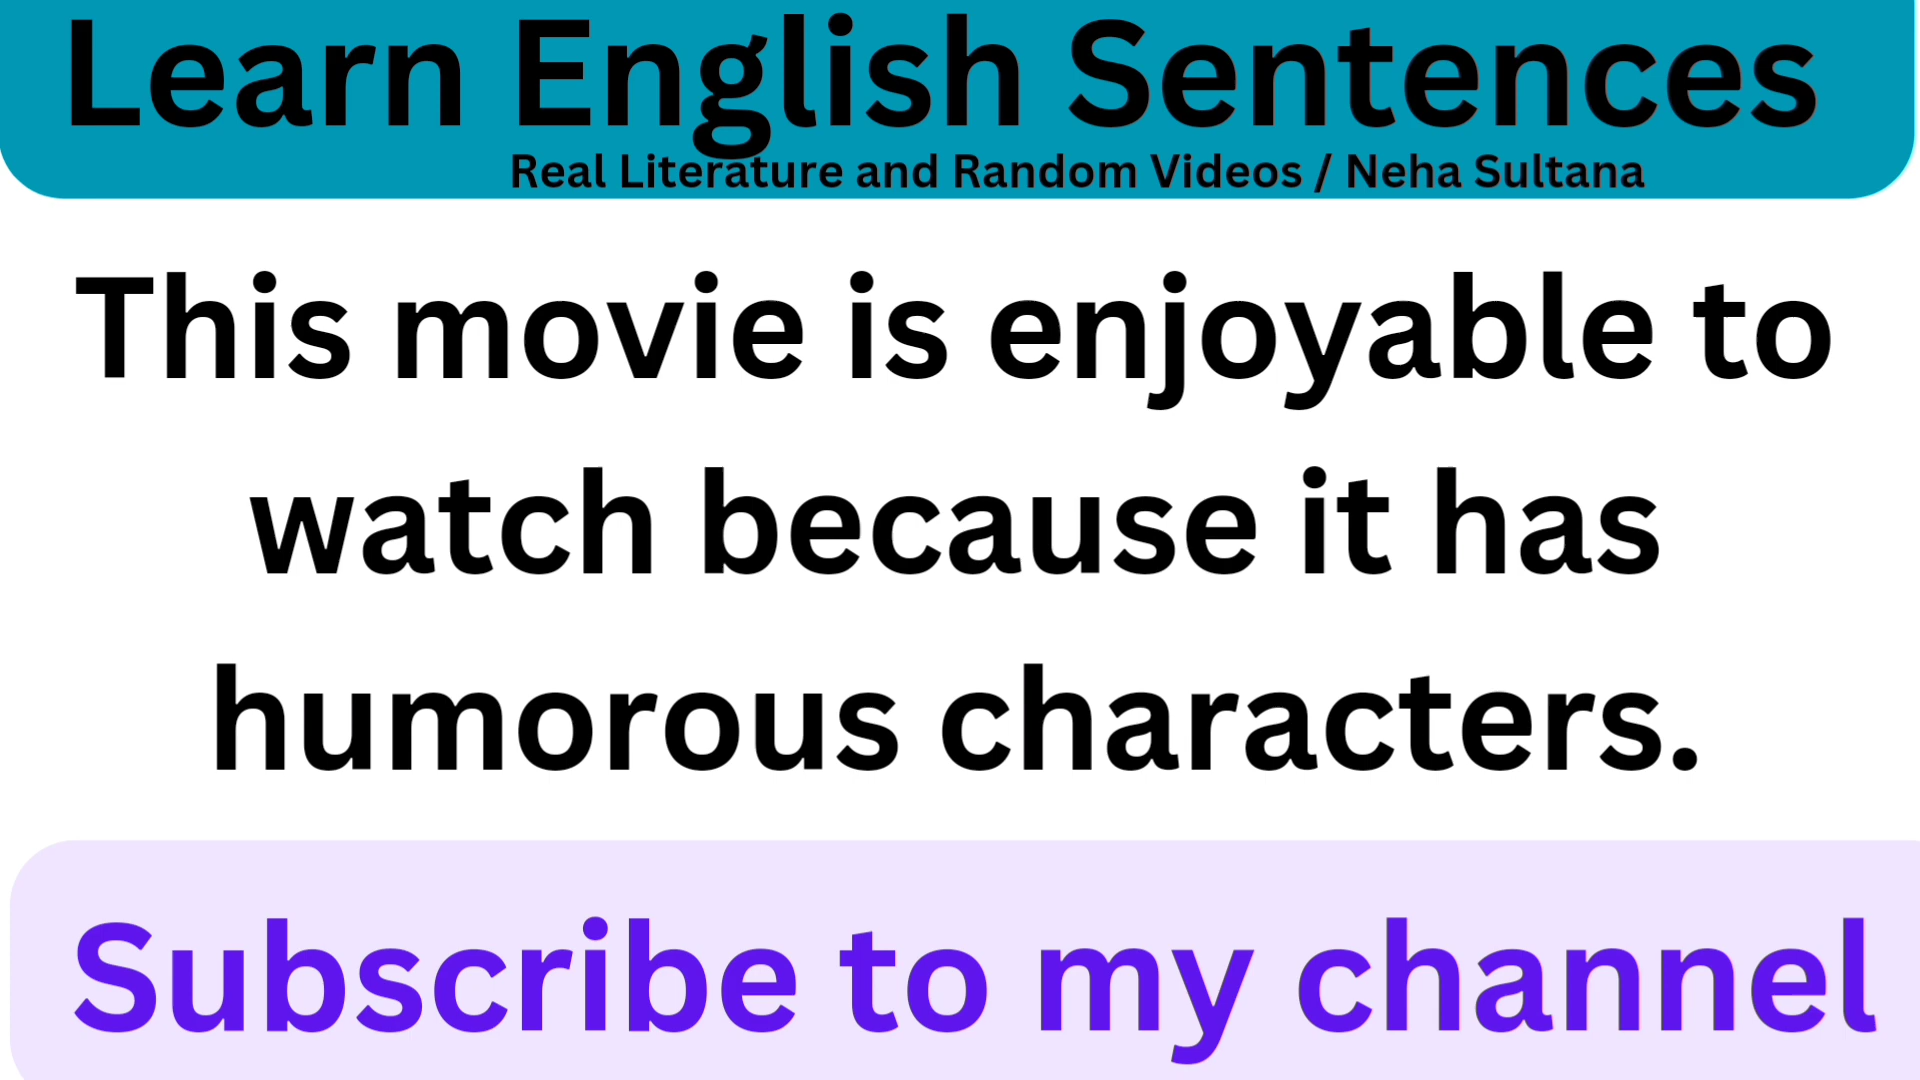 Learn English Sentences
Real Literature and Random Videos / Neha Sultana
This movie is enjoyable to
watch because it has
humorous characters.
Subscribe to my channel